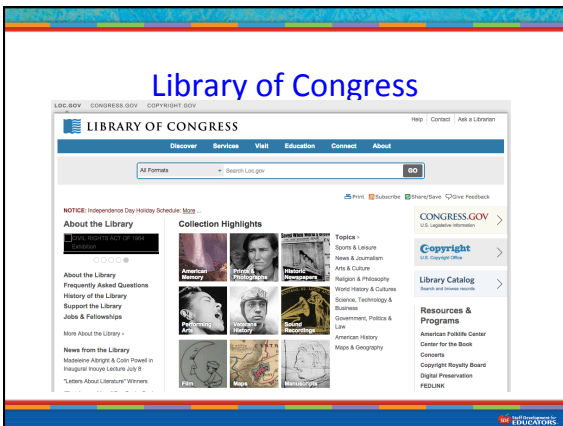 Library of Congress
LOC.GOV CONGRESS.GOV COPYRIGHT.GOV
LIBRARY OF CONGRESS
Help Contact Ask a Librarian
Discover Services Visit Education Connect About
All Formats Search Loc.gov GO
Print Subscribe Share/Save Give Feedback
NOTICE: Independence Day Holiday Schedule: More ...
About the Library
CIVIL RIGHTS ACT OF 1964
Exhibition
About the Library
Frequently Asked Questions
History of the Library
Support the Library
Jobs & Fellowships
More About the Library »
News from the Library
Madeleine Albright & Colin Powell in
Inaugural Inouye Lecture July 8
"Letters About Literature" Winners
Collection Highlights
American
Memory
Prints &
Photographs
Historic
Newspapers
Performing
Arts
Veterans
History
Sound
Recordings
Film
Maps
Manuscripts
Topics »
Sports & Leisure
News & Journalism
Arts & Culture
Religion & Philosophy
World History & Cultures
Science, Technology &
Business
Government, Politics &
Law
American History
Maps & Geography
CONGRESS.GOV
U.S. Legislative Information
Copyright
U.S. Copyright Office
Library Catalog
Search and browse records
Resources &
Programs
American Folklife Center
Center for the Book
Concerts
Copyright Royalty Board
Digital Preservation
FEDLINK
Staff Development for
EDUCATORS